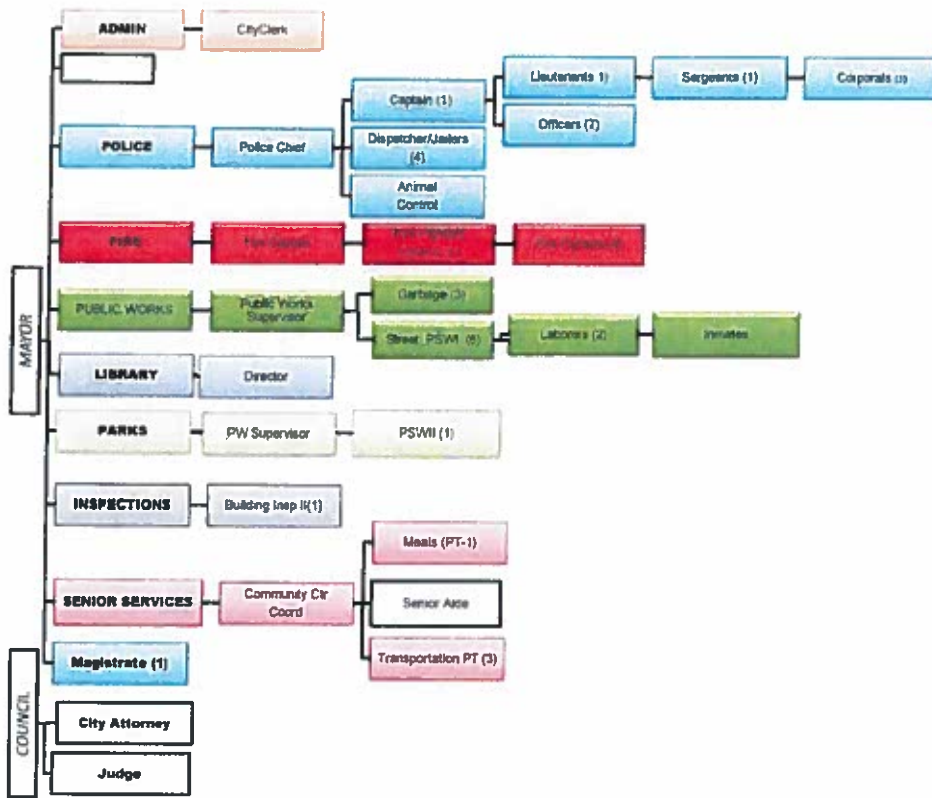 ADMIN
CityClerk
Lieutenants 1)
Sergeants (1)
Corporals
Captain (1)
Officers (2)
POLICE
Police Chief
Dispatcher/Jailers
(4)
Animal
Control
FIRE
MAYOR
PUBLIC WORKS
Public Works
Supervisor
Garbage (3)
Street PSWI (6)
Laborers (2)
Inmates
LIBRARY
Director
PARKS
PW Supervisor
PSWII (1)
INSPECTIONS
Building Insp II(1)
Meals (PT-1)
SENIOR SERVICES
Community Ctr
Coord
Senior Aide
Transportation PT (3)
Magistrate (1)
COUNCIL
City Attorney
Judge